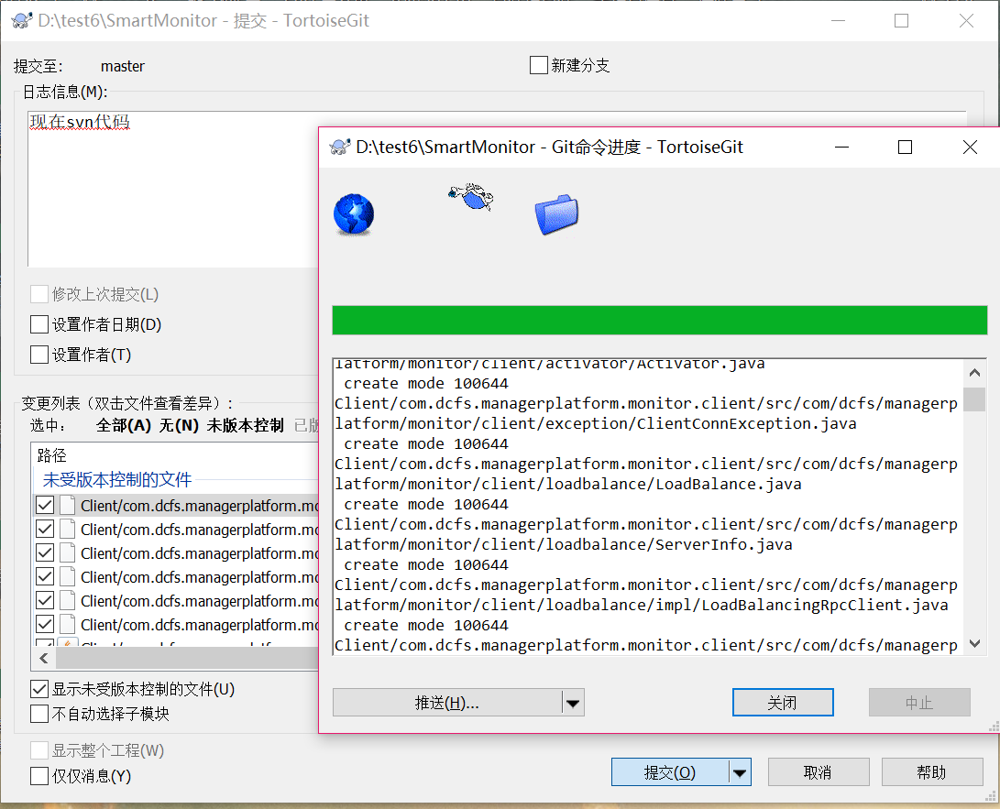 D:\test6\SmartMonitor - 提交 - TortoiseGit
提交至: master 新建分支
日志信息(M):
现在svn代码
修改上次提交(L)
设置作者日期(D)
设置作者(T)
变更列表（双击文件查看差异）:
选中: 全部(A) 无(N) 未版本控制 已版
路径
未受版本控制的文件
Client/com.dcfs.managerplatform.mo
Client/com.dcfs.managerplatform.mo
Client/com.dcfs.managerplatform.mo
Client/com.dcfs.managerplatform.mo
Client/com.dcfs.managerplatform.mo
Client/com.dcfs.managerplatform.mo
显示未受版本控制的文件(U)
不自动选择子模块
显示整个工程(W)
仅仅消息(Y)
提交(O) 取消 帮助
D:\test6\SmartMonitor - Git命令进度 - TortoiseGit
latform/monitor/client/activator/Activator.java
create mode 100644
Client/com.dcfs.managerplatform.monitor.client/src/com/dcfs/managerp
latform/monitor/client/exception/ClientConnException.java
create mode 100644
Client/com.dcfs.managerplatform.monitor.client/src/com/dcfs/managerp
latform/monitor/client/loadbalance/LoadBalance.java
create mode 100644
Client/com.dcfs.managerplatform.monitor.client/src/com/dcfs/managerp
latform/monitor/client/loadbalance/ServerInfo.java
create mode 100644
Client/com.dcfs.managerplatform.monitor.client/src/com/dcfs/managerp
latform/monitor/client/loadbalance/impl/LoadBalancingRpcClient.java
create mode 100644
Client/com.dcfs.managerplatform.monitor.client/src/com/dcfs/managerp
推送(H)... 关闭 中止